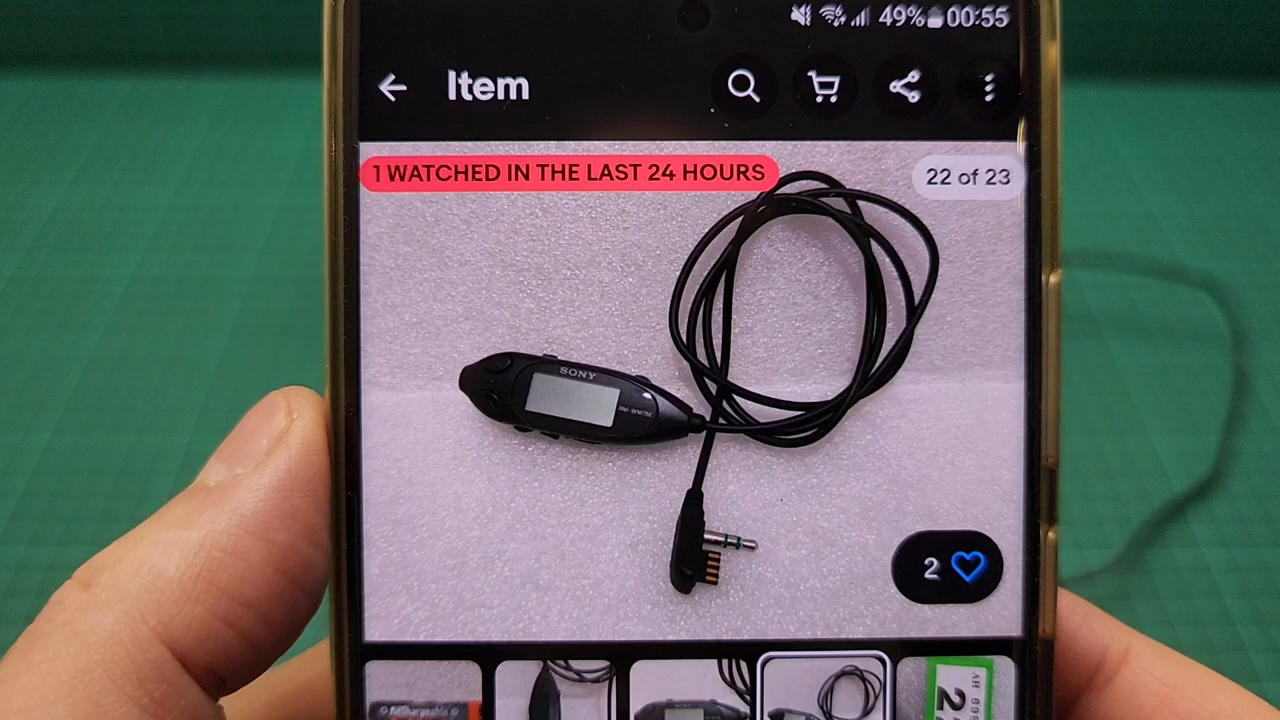 49% 00:55
Item
1 WATCHED IN THE LAST 24 HOURS
22 of 23
SONY
2